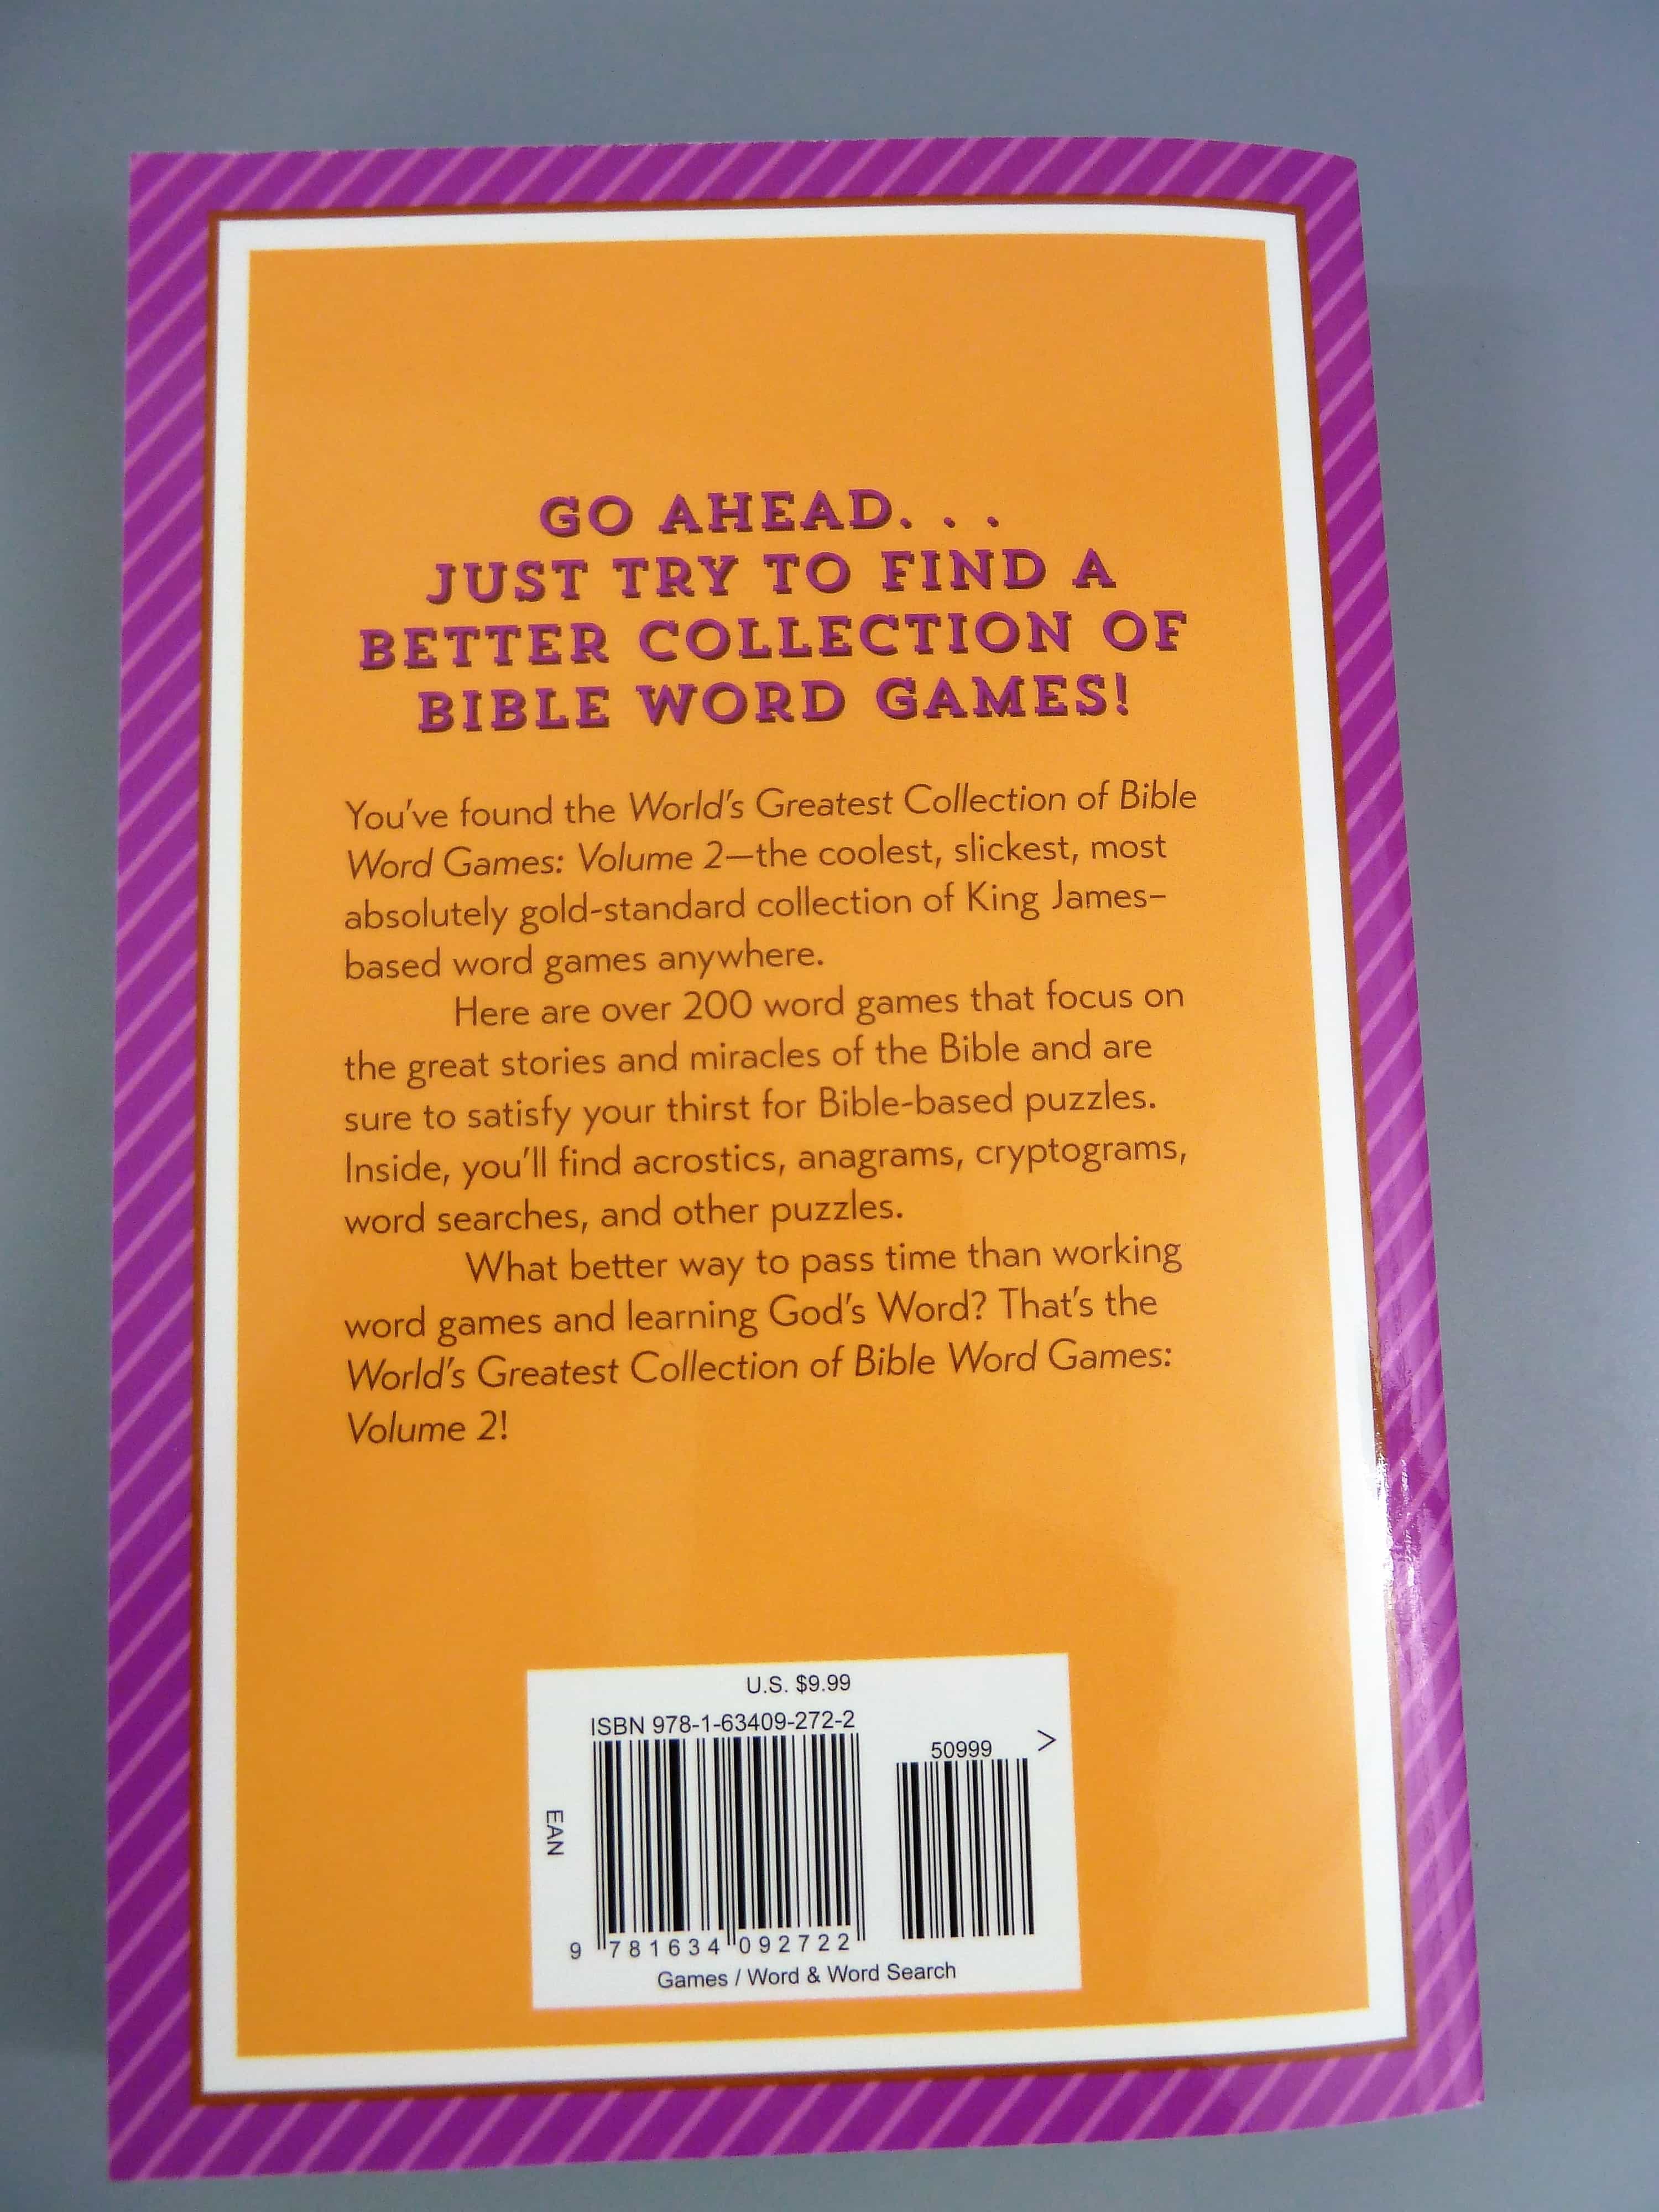 GO AHEAD. . .
JUST TRY TO FIND A
BETTER COLLECTION OF
BIBLE WORD GAMES!
You've found the World's Greatest Collection of Bible
Word Games: Volume 2—the coolest, slickest, most
absolutely gold-standard collection of King James–
based word games anywhere.
Here are over 200 word games that focus on
the great stories and miracles of the Bible and are
sure to satisfy your thirst for Bible-based puzzles.
Inside, you'll find acrostics, anagrams, cryptograms,
word searches, and other puzzles.
What better way to pass time than working
word games and learning God's Word? That's the
World's Greatest Collection of Bible Word Games:
Volume 2!
U.S. $9.99
ISBN 978-1-63409-272-2
50999 >
EAN
9 781634 092722
Games / Word & Word Search